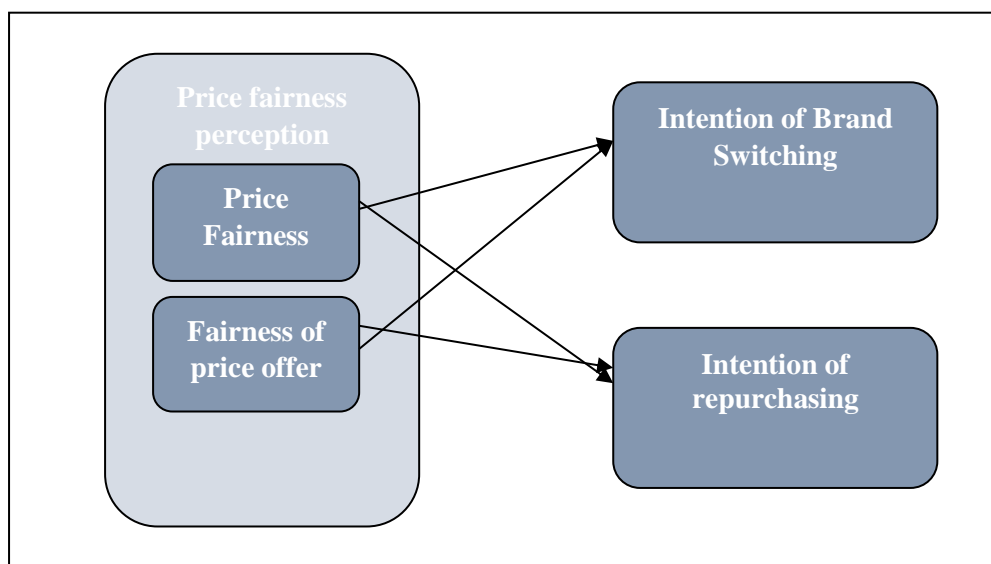 Price fairness
perception
Price
Fairness
Fairness of
price offer
Intention of Brand
Switching
Intention of
repurchasing